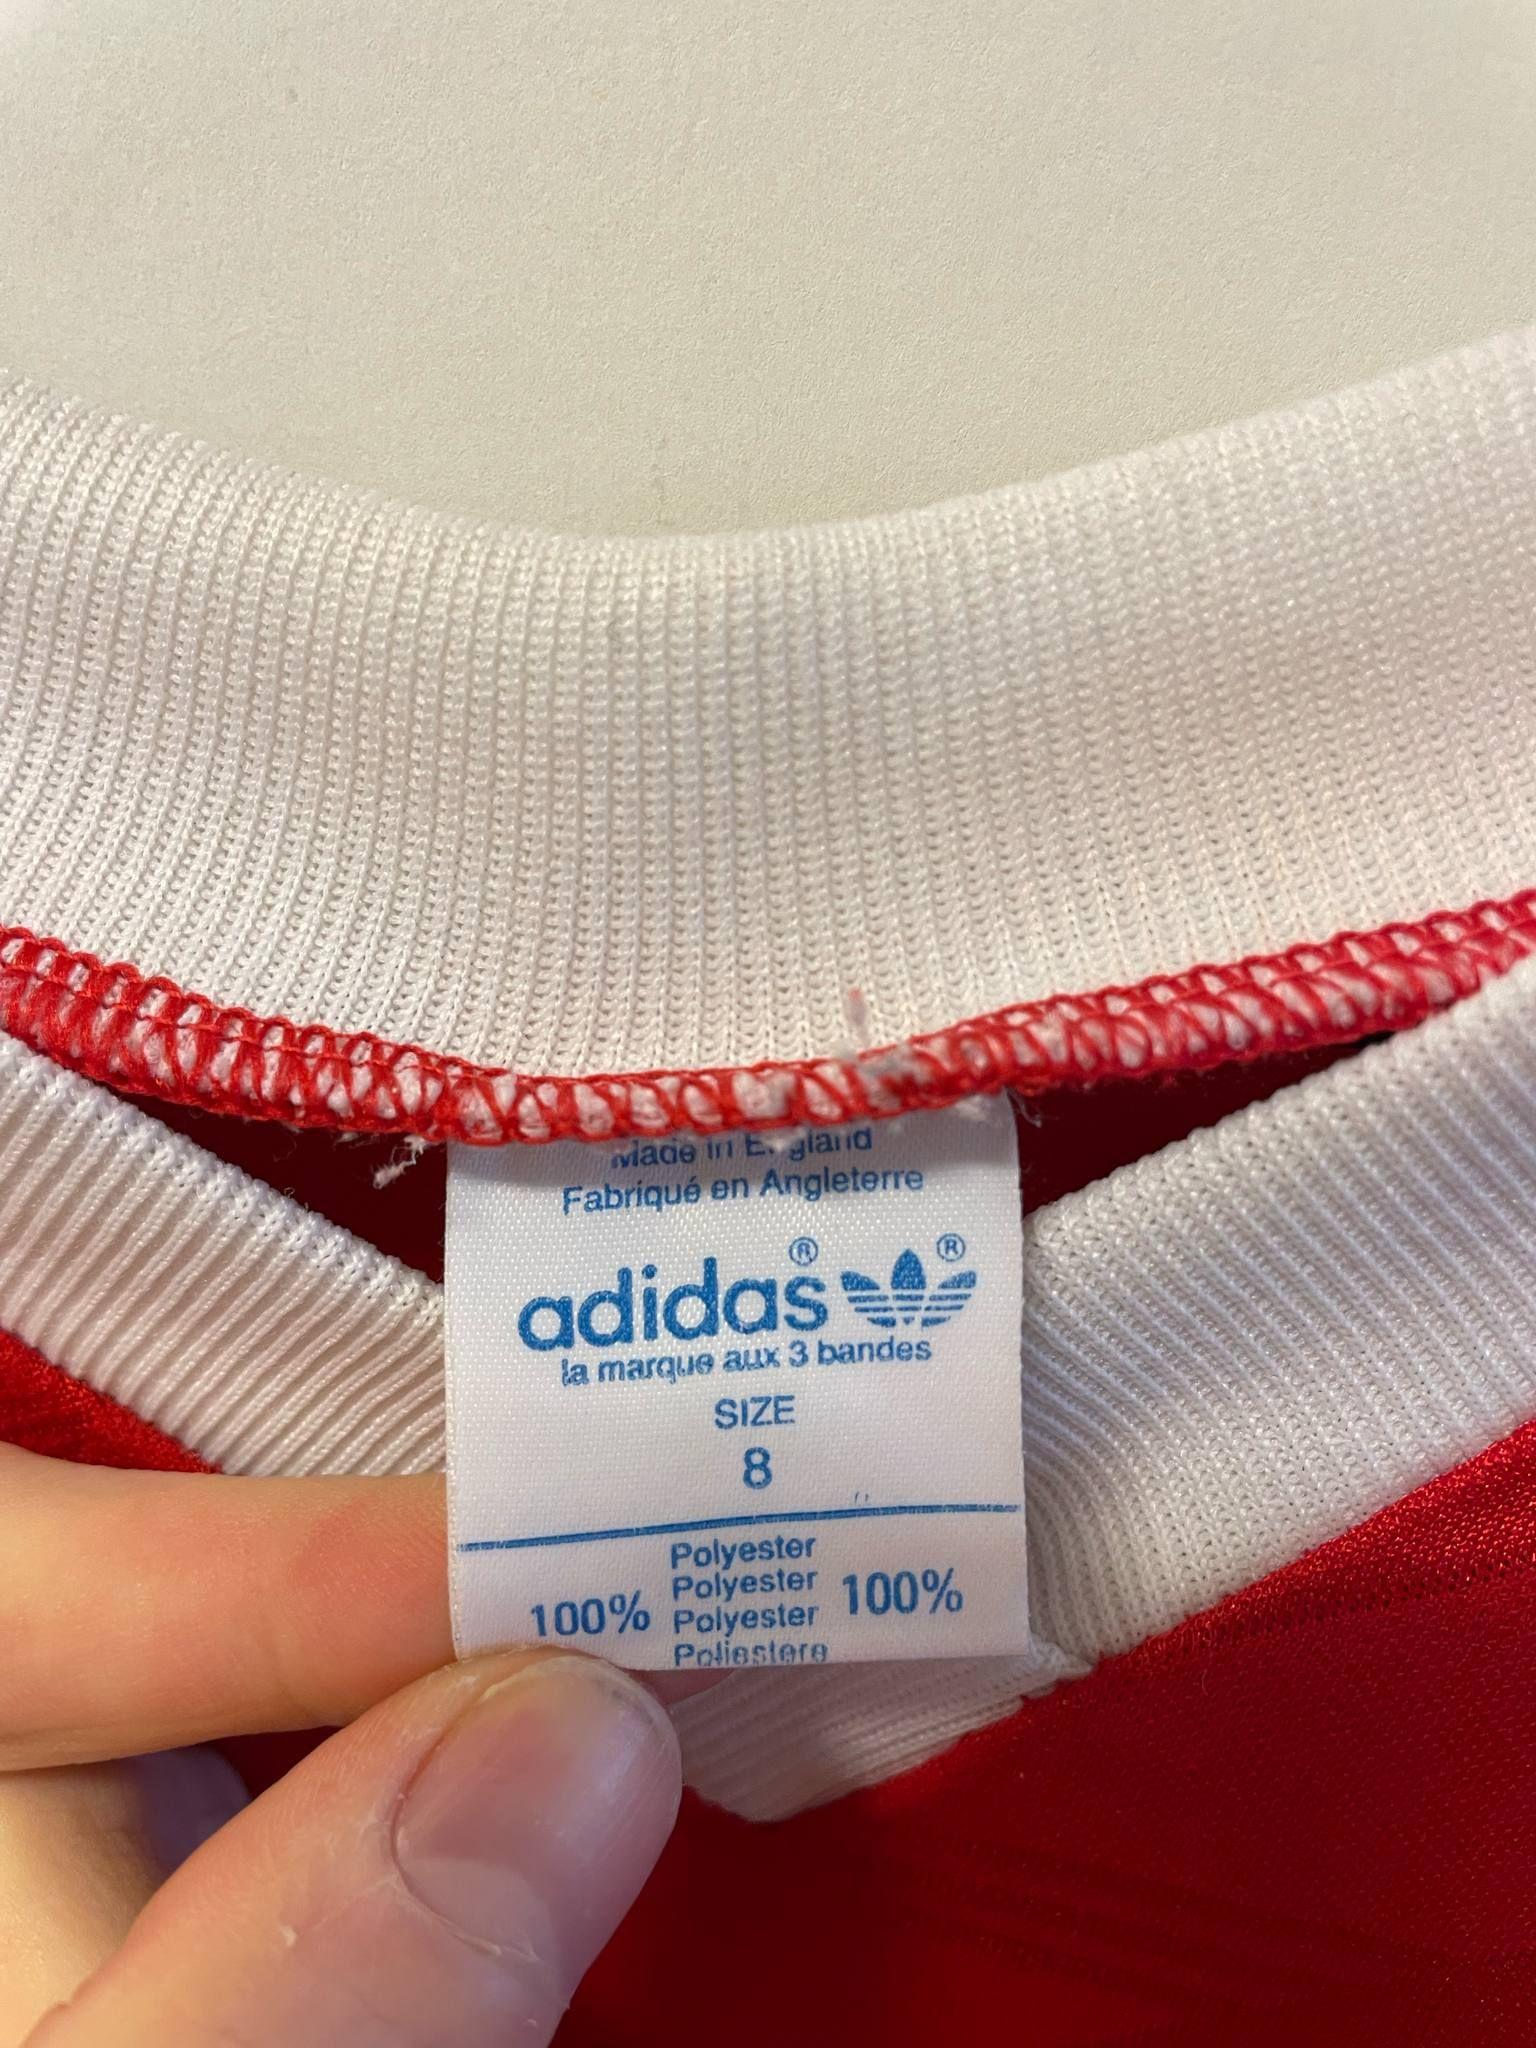 Made in England
Fabriqué en Angleterre
adidas® ®
la marque aux 3 bandes
SIZE
8
Polyester
Polyester
100% Polyester 100%
Poliestere